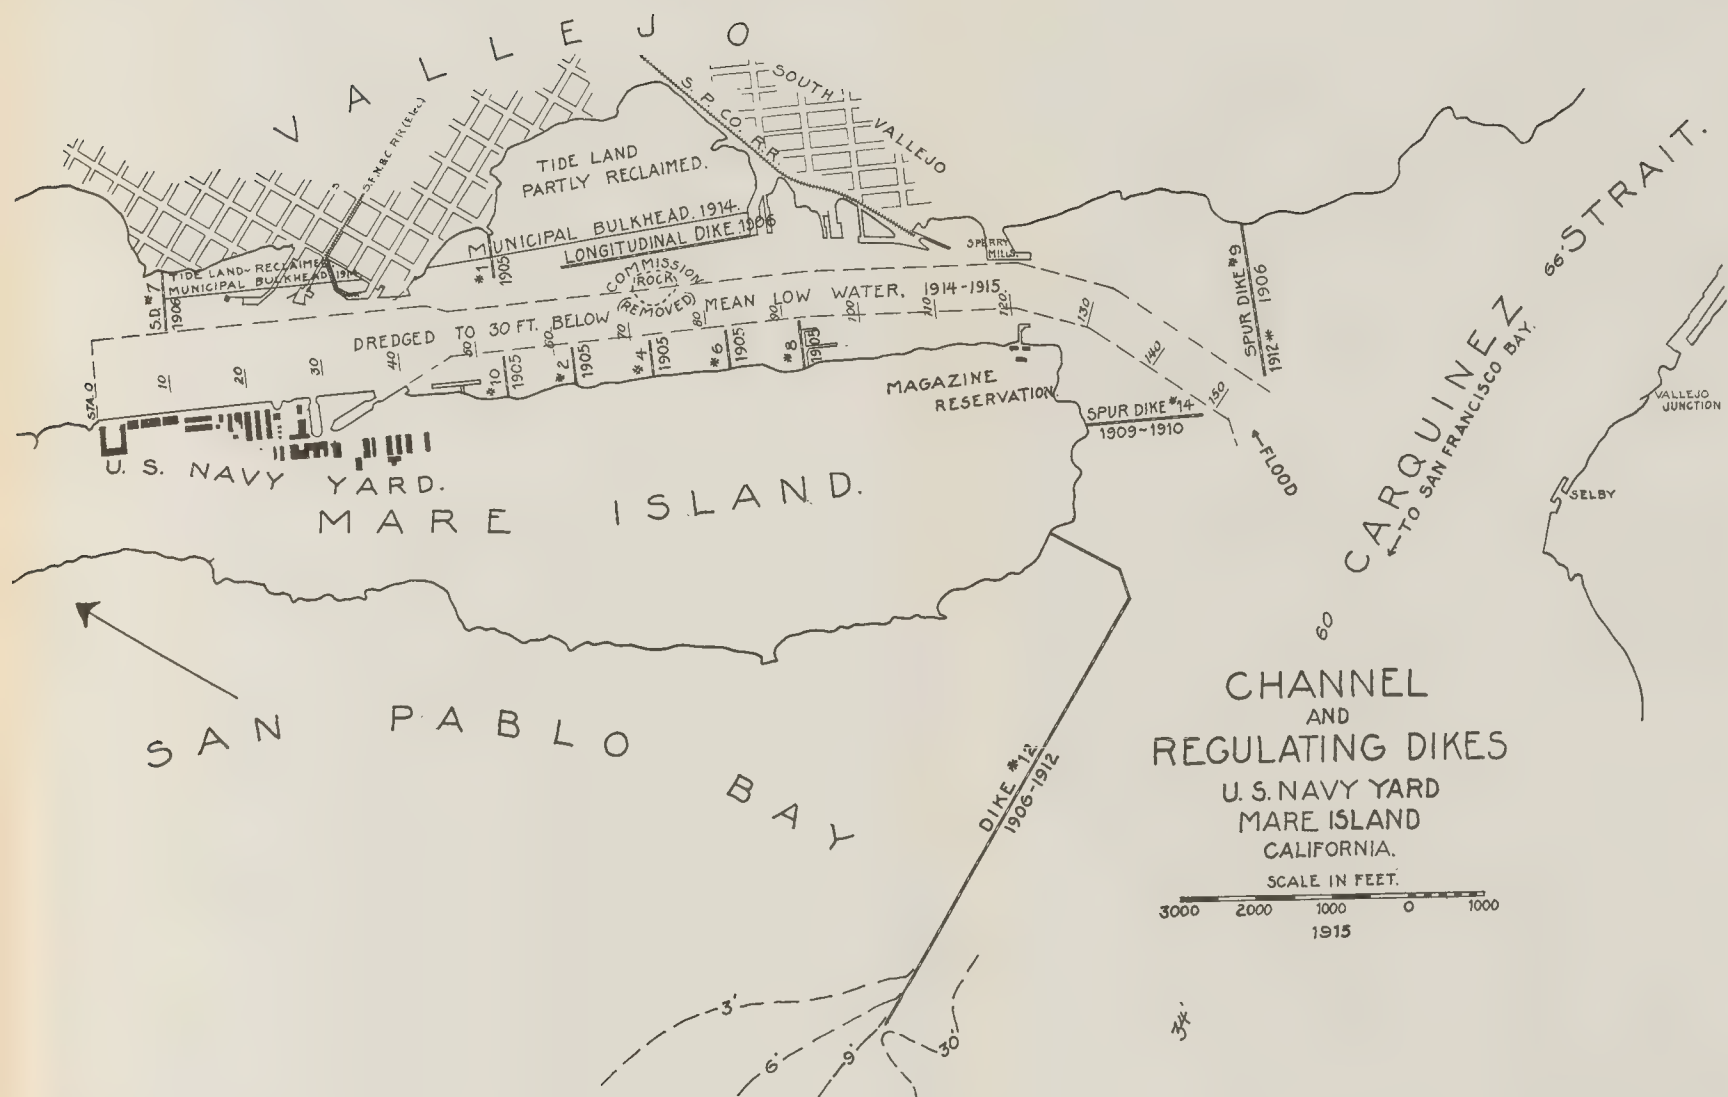 VALLEJO
SOUTH VALLEJO
S. P. CO. R.R.
S.F.N.&C. RR (Elec.)
TIDE LAND
PARTLY RECLAIMED.
MUNICIPAL BULKHEAD. 1914.
LONGITUDINAL DIKE. 1906
#1
1905
TIDE LAND~RECLAIMED.
MUNICIPAL BULKHEAD
S.D. #7
1906
COMMISSION
ROCK
(REMOVED)
SPERRY
MILLS.
DREDGED TO 30 FT. BELOW MEAN LOW WATER. 1914-1915.
STA. 0
10
20
30
40
70
80
90
100
110
120
130
140
150
#10
1905
#2
1905
#4
1905
#6
1905
#8
1905
SPUR DIKE #9
1906
1912
MAGAZINE
RESERVATION
SPUR DIKE #14
1909~1910
FLOOD
U. S. NAVY YARD.
MARE ISLAND.
CARQUINEZ STRAIT.
TO SAN FRANCISCO BAY.
66'
60
VALLEJO
JUNCTION
SELBY
SAN PABLO BAY
DIKE #12
1906-1912
3'
6'
9'
30'
34'
CHANNEL
AND
REGULATING DIKES
U. S. NAVY YARD
MARE ISLAND
CALIFORNIA.
SCALE IN FEET.
3000 2000 1000 0 1000
1915